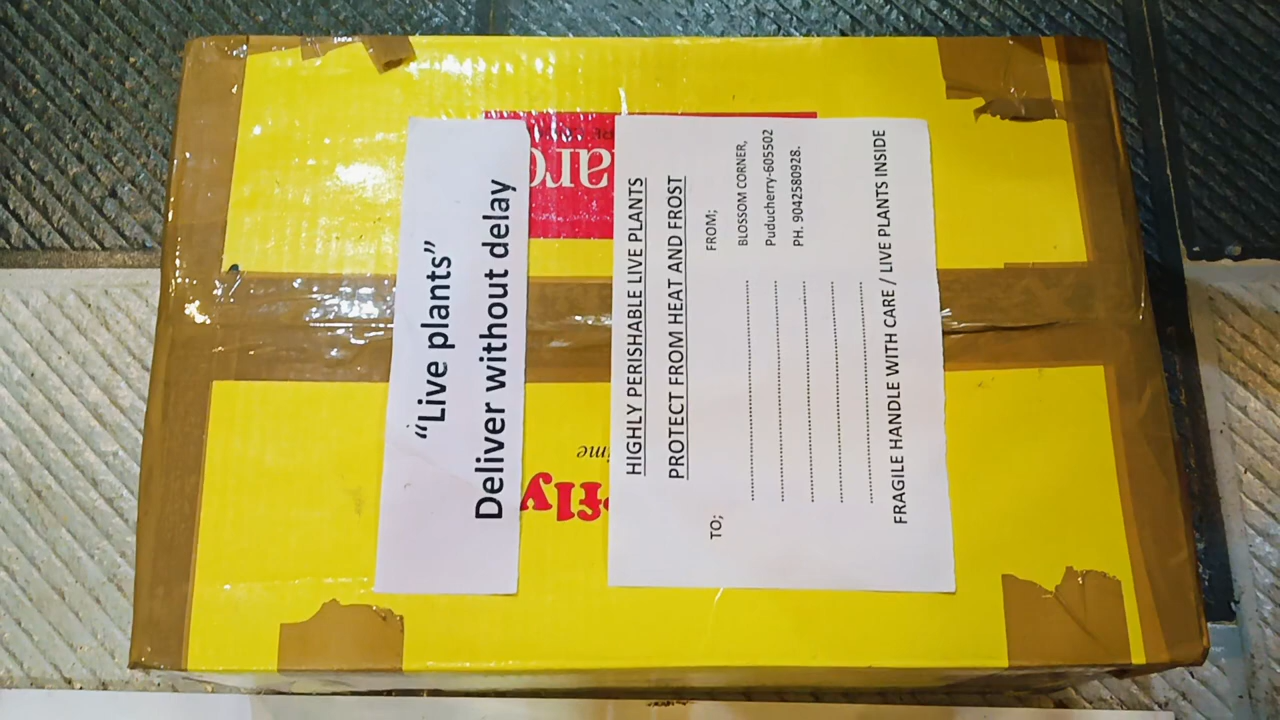 “Live plants”
Deliver without delay
HIGHLY PERISHABLE LIVE PLANTS
PROTECT FROM HEAT AND FROST
TO;
FROM;
BLOSSOM CORNER,
Puducherry-605502
PH. 9042580928.
FRAGILE HANDLE WITH CARE / LIVE PLANTS INSIDE